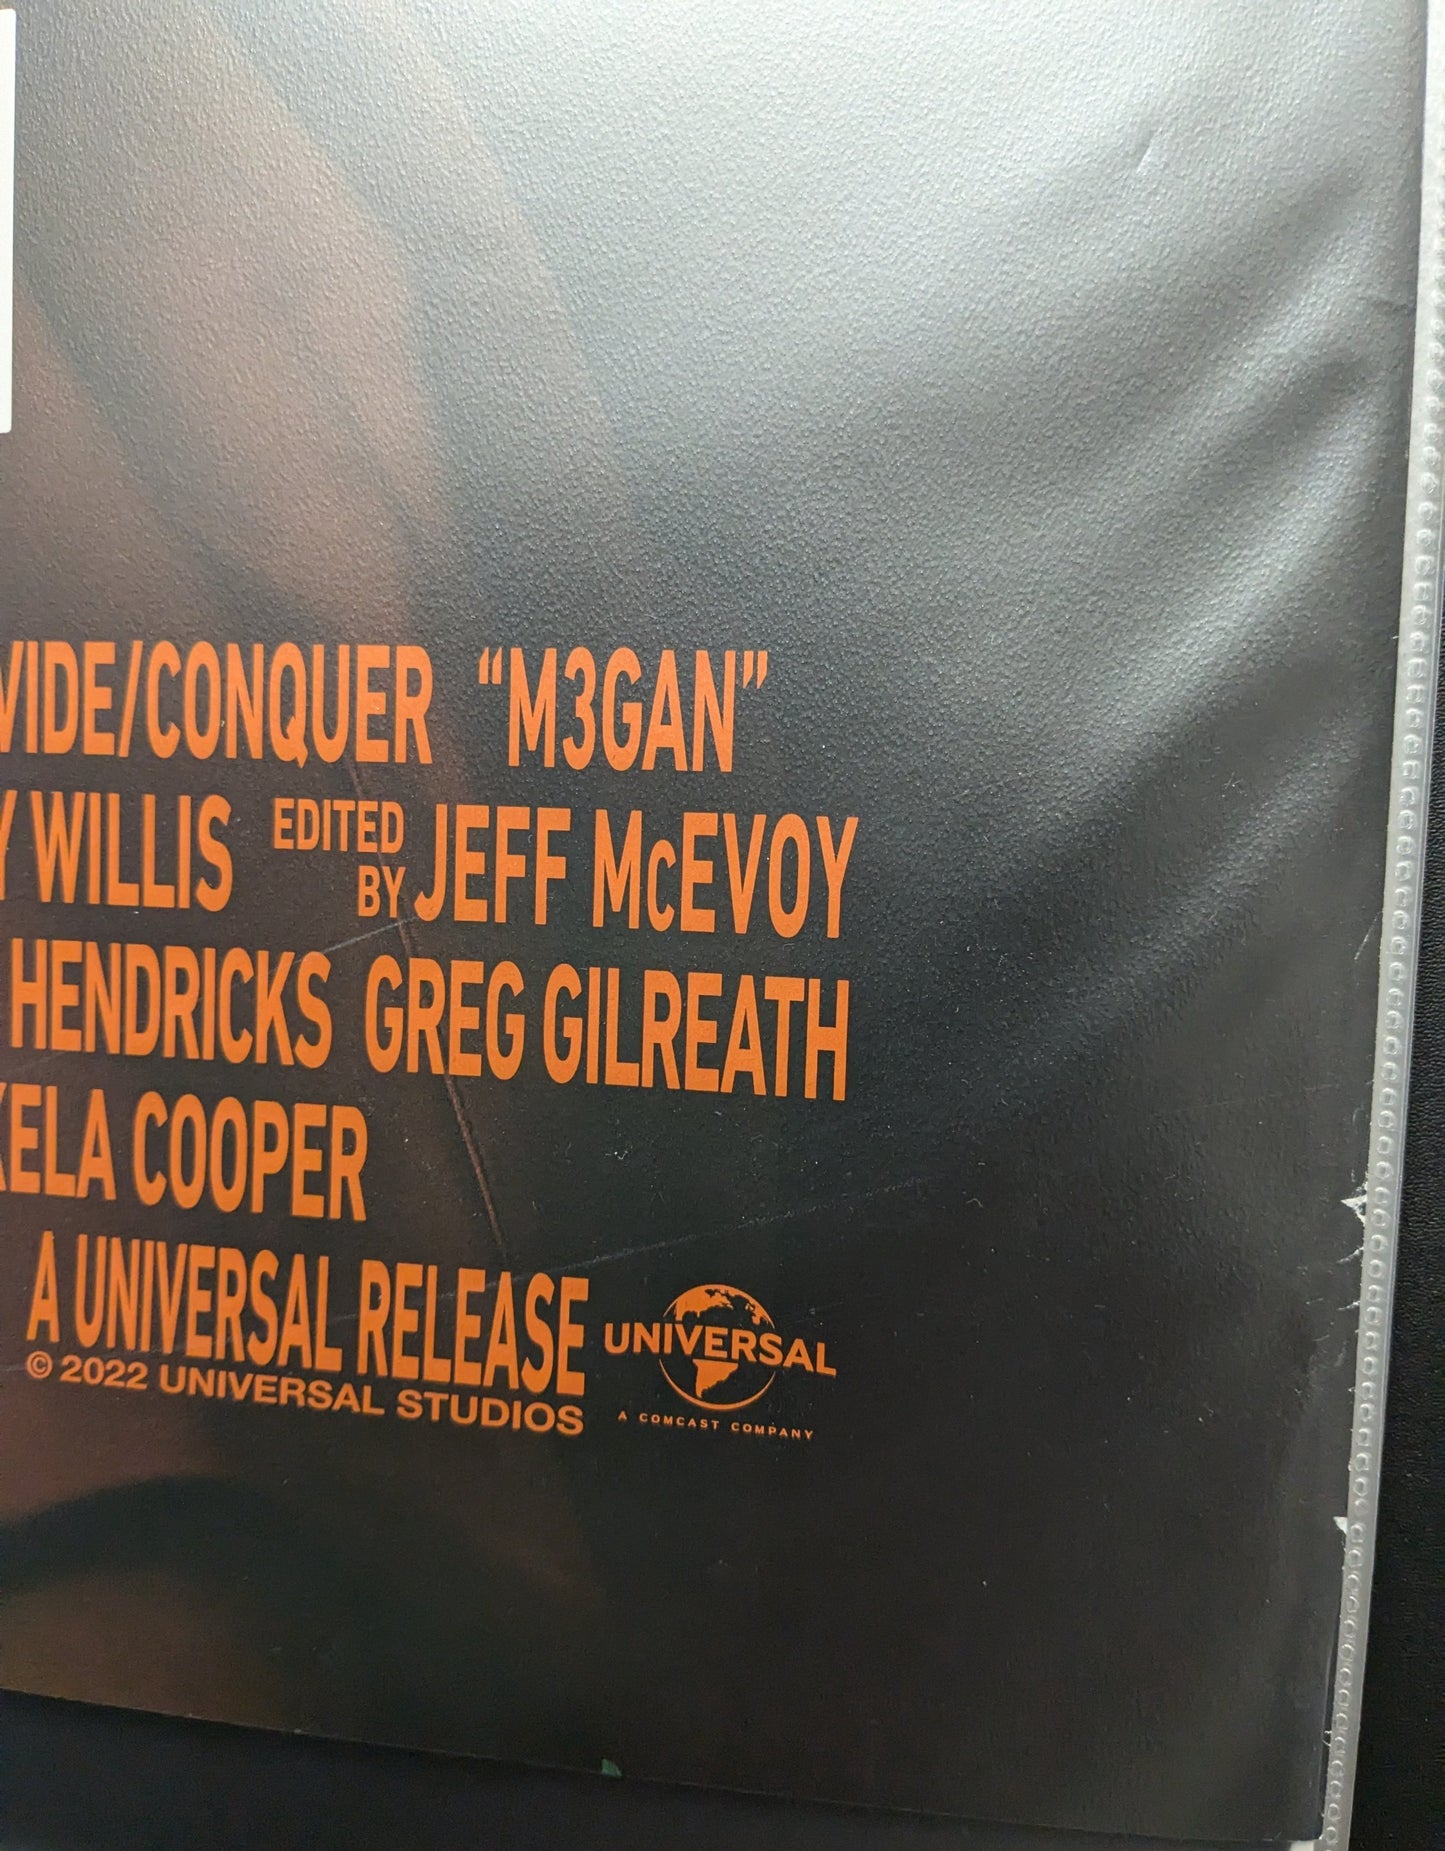 VIDE/CONQUER "M3GAN"
WILLIS EDITED BY JEFF McEVOY
HENDRICKS GREG GILREATH
KELA COOPER
A UNIVERSAL RELEASE
© 2022 UNIVERSAL STUDIOS
UNIVERSAL
A COMCAST COMPANY